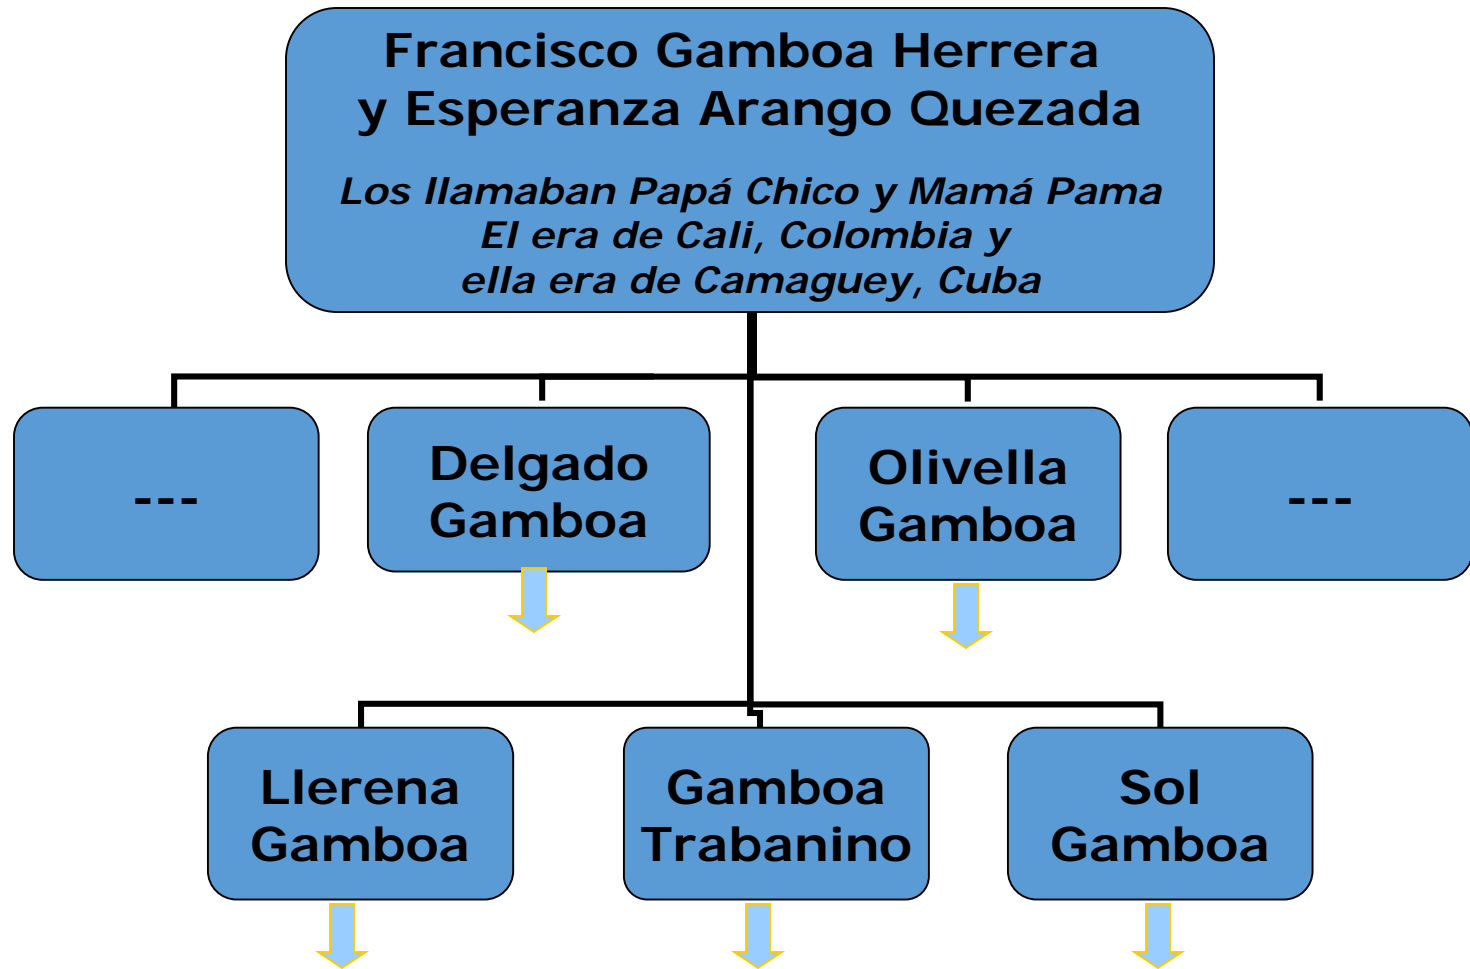 Francisco Gamboa Herrera
y Esperanza Arango Quezada
Los llamaban Papá Chico y Mamá Pama
El era de Cali, Colombia y
ella era de Camaguey, Cuba
---
Delgado
Gamboa
Olivella
Gamboa
---
Llerena
Gamboa
Gamboa
Trabanino
Sol
Gamboa